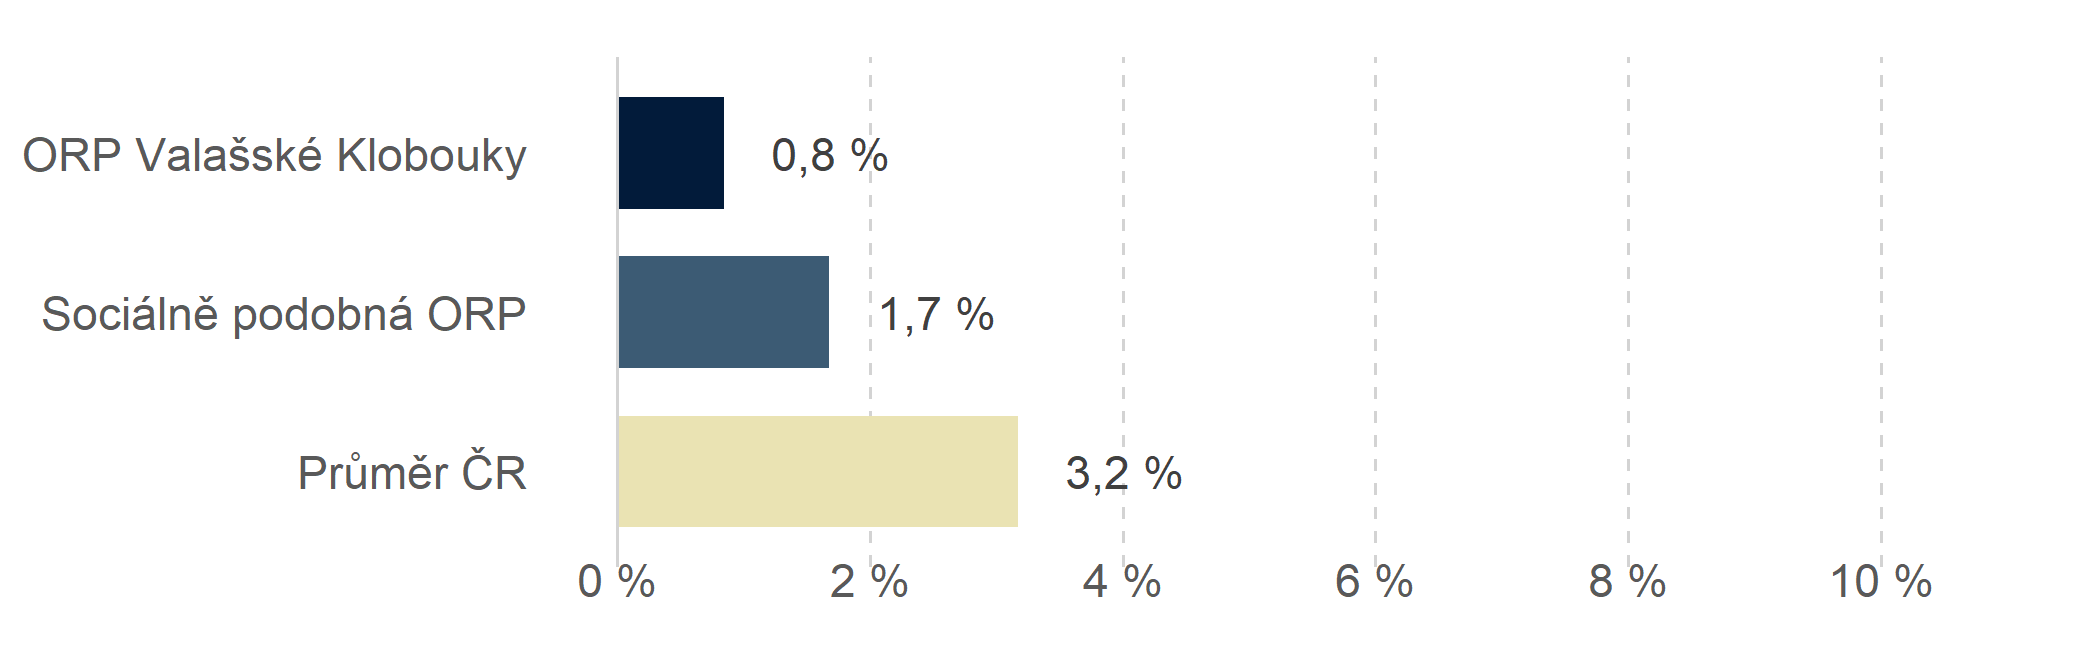 ORP Valašské Klobouky 0,8 %
Sociálně podobná ORP 1,7 %
Průměr ČR 3,2 %
0 % 2 % 4 % 6 % 8 % 10 %